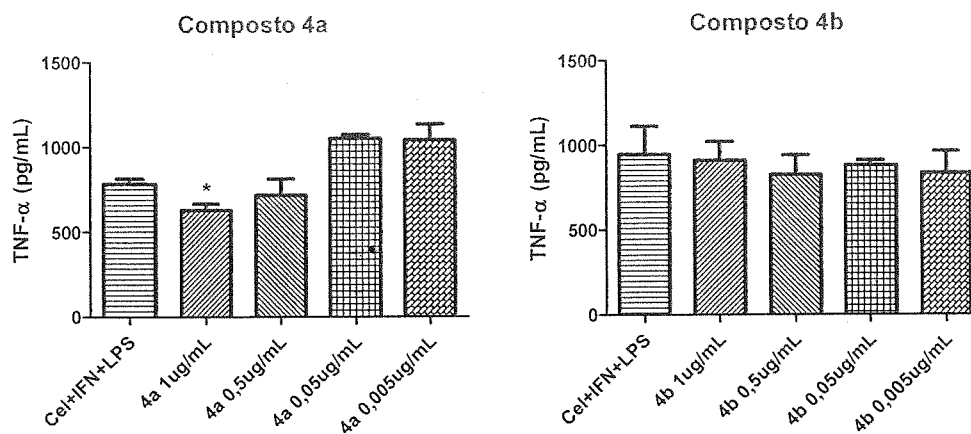 Composto 4a
TNF-α (pg/mL)
1500
1000
500
0
*
Cel+IFN+LPS
4a 1ug/mL
4a 0,5ug/mL
4a 0,05ug/mL
4a 0,005ug/mL
Composto 4b
TNF-α (pg/mL)
1500
1000
500
0
Cel+IFN+LPS
4b 1ug/mL
4b 0,5ug/mL
4b 0,05ug/mL
4b 0,005ug/mL